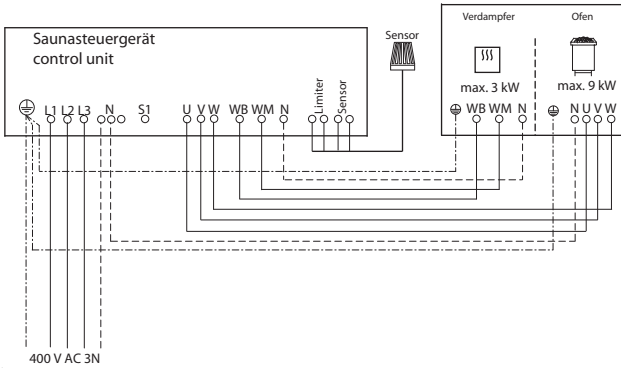 Saunasteuergerät
control unit
L1 L2 L3 N S1 U V W WB WM N Limiter Sensor
Sensor
Verdampfer
max. 3 kW
WB WM N
Ofen
max. 9 kW
N U V W
400 V AC 3N